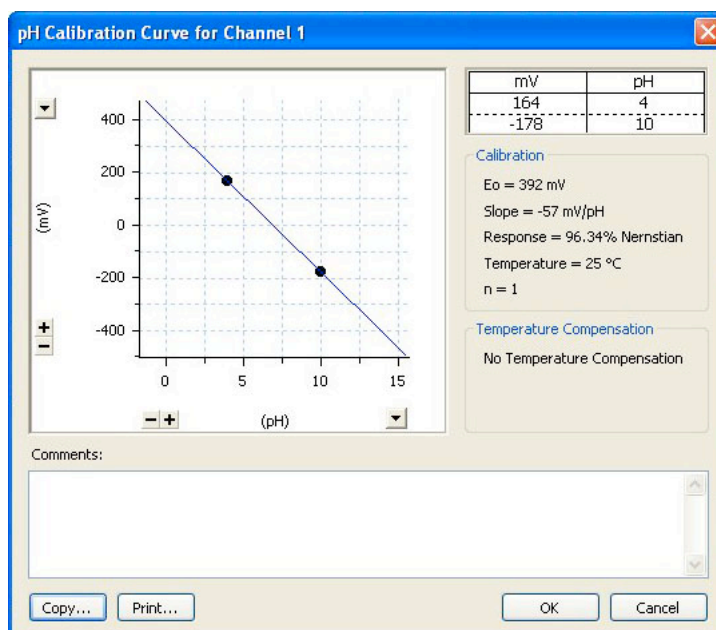 pH Calibration Curve for Channel 1
mV pH
164 4
-178 10
400
200
0
-200
-400
(mV)
0 5 10 15
(pH)
Calibration
Eo = 392 mV
Slope = -57 mV/pH
Response = 96.34% Nernstian
Temperature = 25 °C
n = 1
Temperature Compensation
No Temperature Compensation
Comments:
Copy... Print... OK Cancel